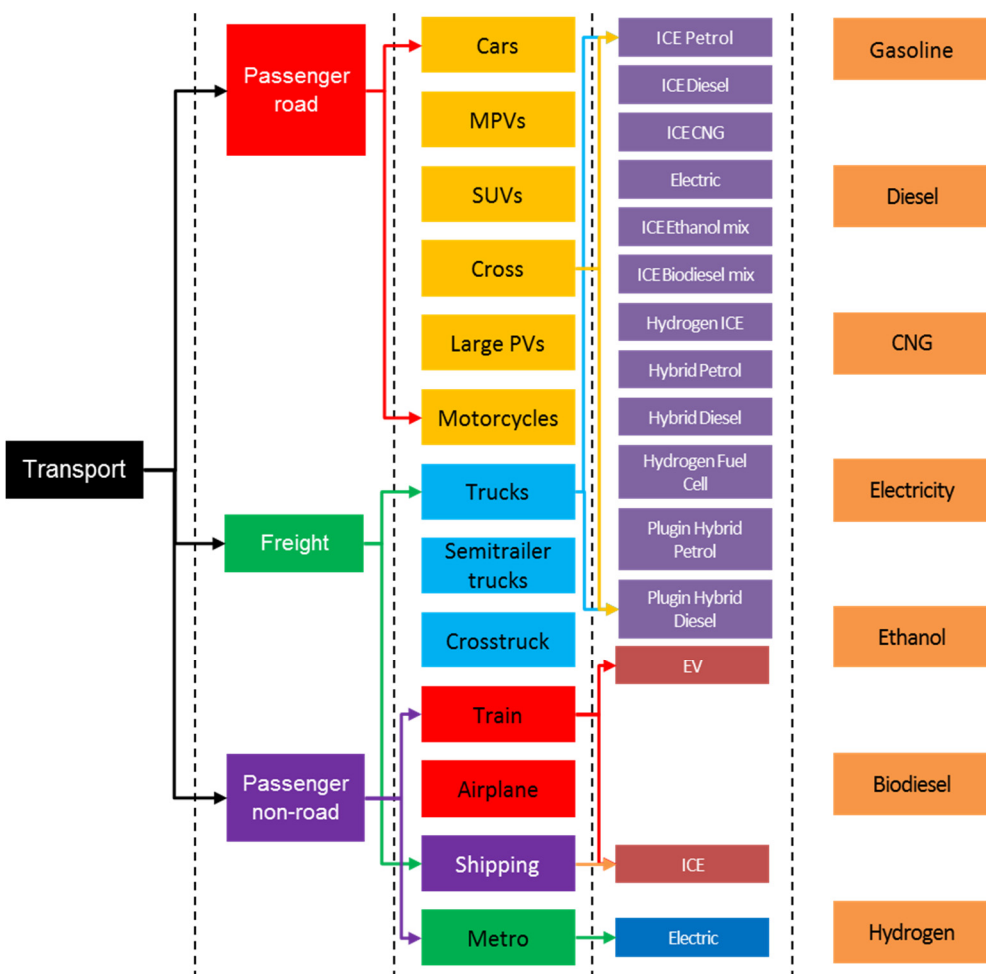 Transport
Passenger
road
Freight
Passenger
non-road
Cars
MPVs
SUVs
Cross
Large PVs
Motorcycles
Trucks
Semitrailer
trucks
Crosstruck
Train
Airplane
Shipping
Metro
ICE Petrol
ICE Diesel
ICE CNG
Electric
ICE Ethanol mix
ICE Biodiesel mix
Hydrogen ICE
Hybrid Petrol
Hybrid Diesel
Hydrogen Fuel
Cell
Plugin Hybrid
Petrol
Plugin Hybrid
Diesel
EV
ICE
Electric
Gasoline
Diesel
CNG
Electricity
Ethanol
Biodiesel
Hydrogen